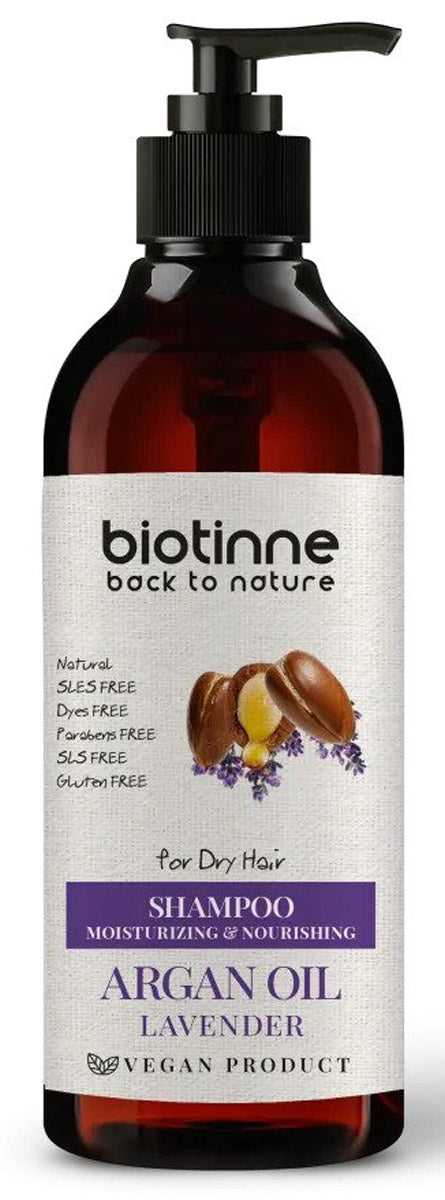 biotinne
back to nature
Natural
SLES FREE
Dyes FREE
Parabens FREE
SLS FREE
Gluten FREE
for Dry Hair
SHAMPOO
MOISTURIZING & NOURISHING
ARGAN OIL
LAVENDER
VEGAN PRODUCT